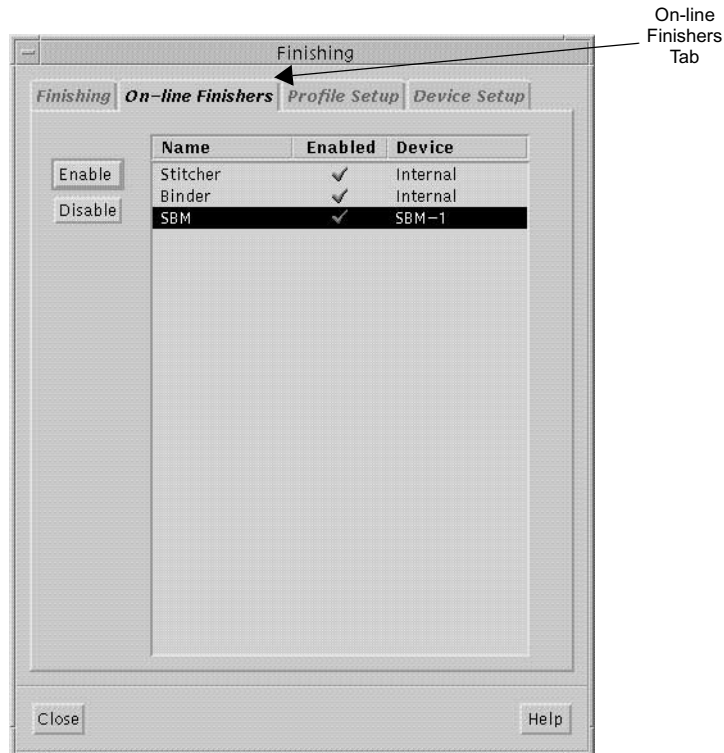 On-line
Finishers
Tab
Finishing
Finishing On-line Finishers Profile Setup Device Setup
Name Enabled Device
Enable
Disable
Stitcher Internal
Binder Internal
SBM SBM-1
Close Help